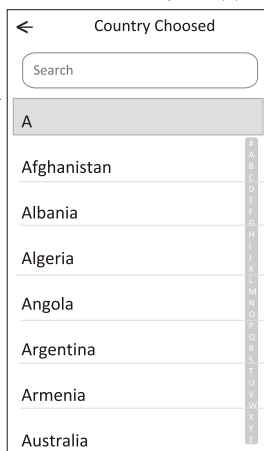 Country Choosed
Search
A
Afghanistan
Albania
Algeria
Angola
Argentina
Armenia
Australia
#
A
B
C
D
E
F
G
H
I
J
K
L
M
N
O
P
Q
R
S
T
U
V
W
X
Y
Z